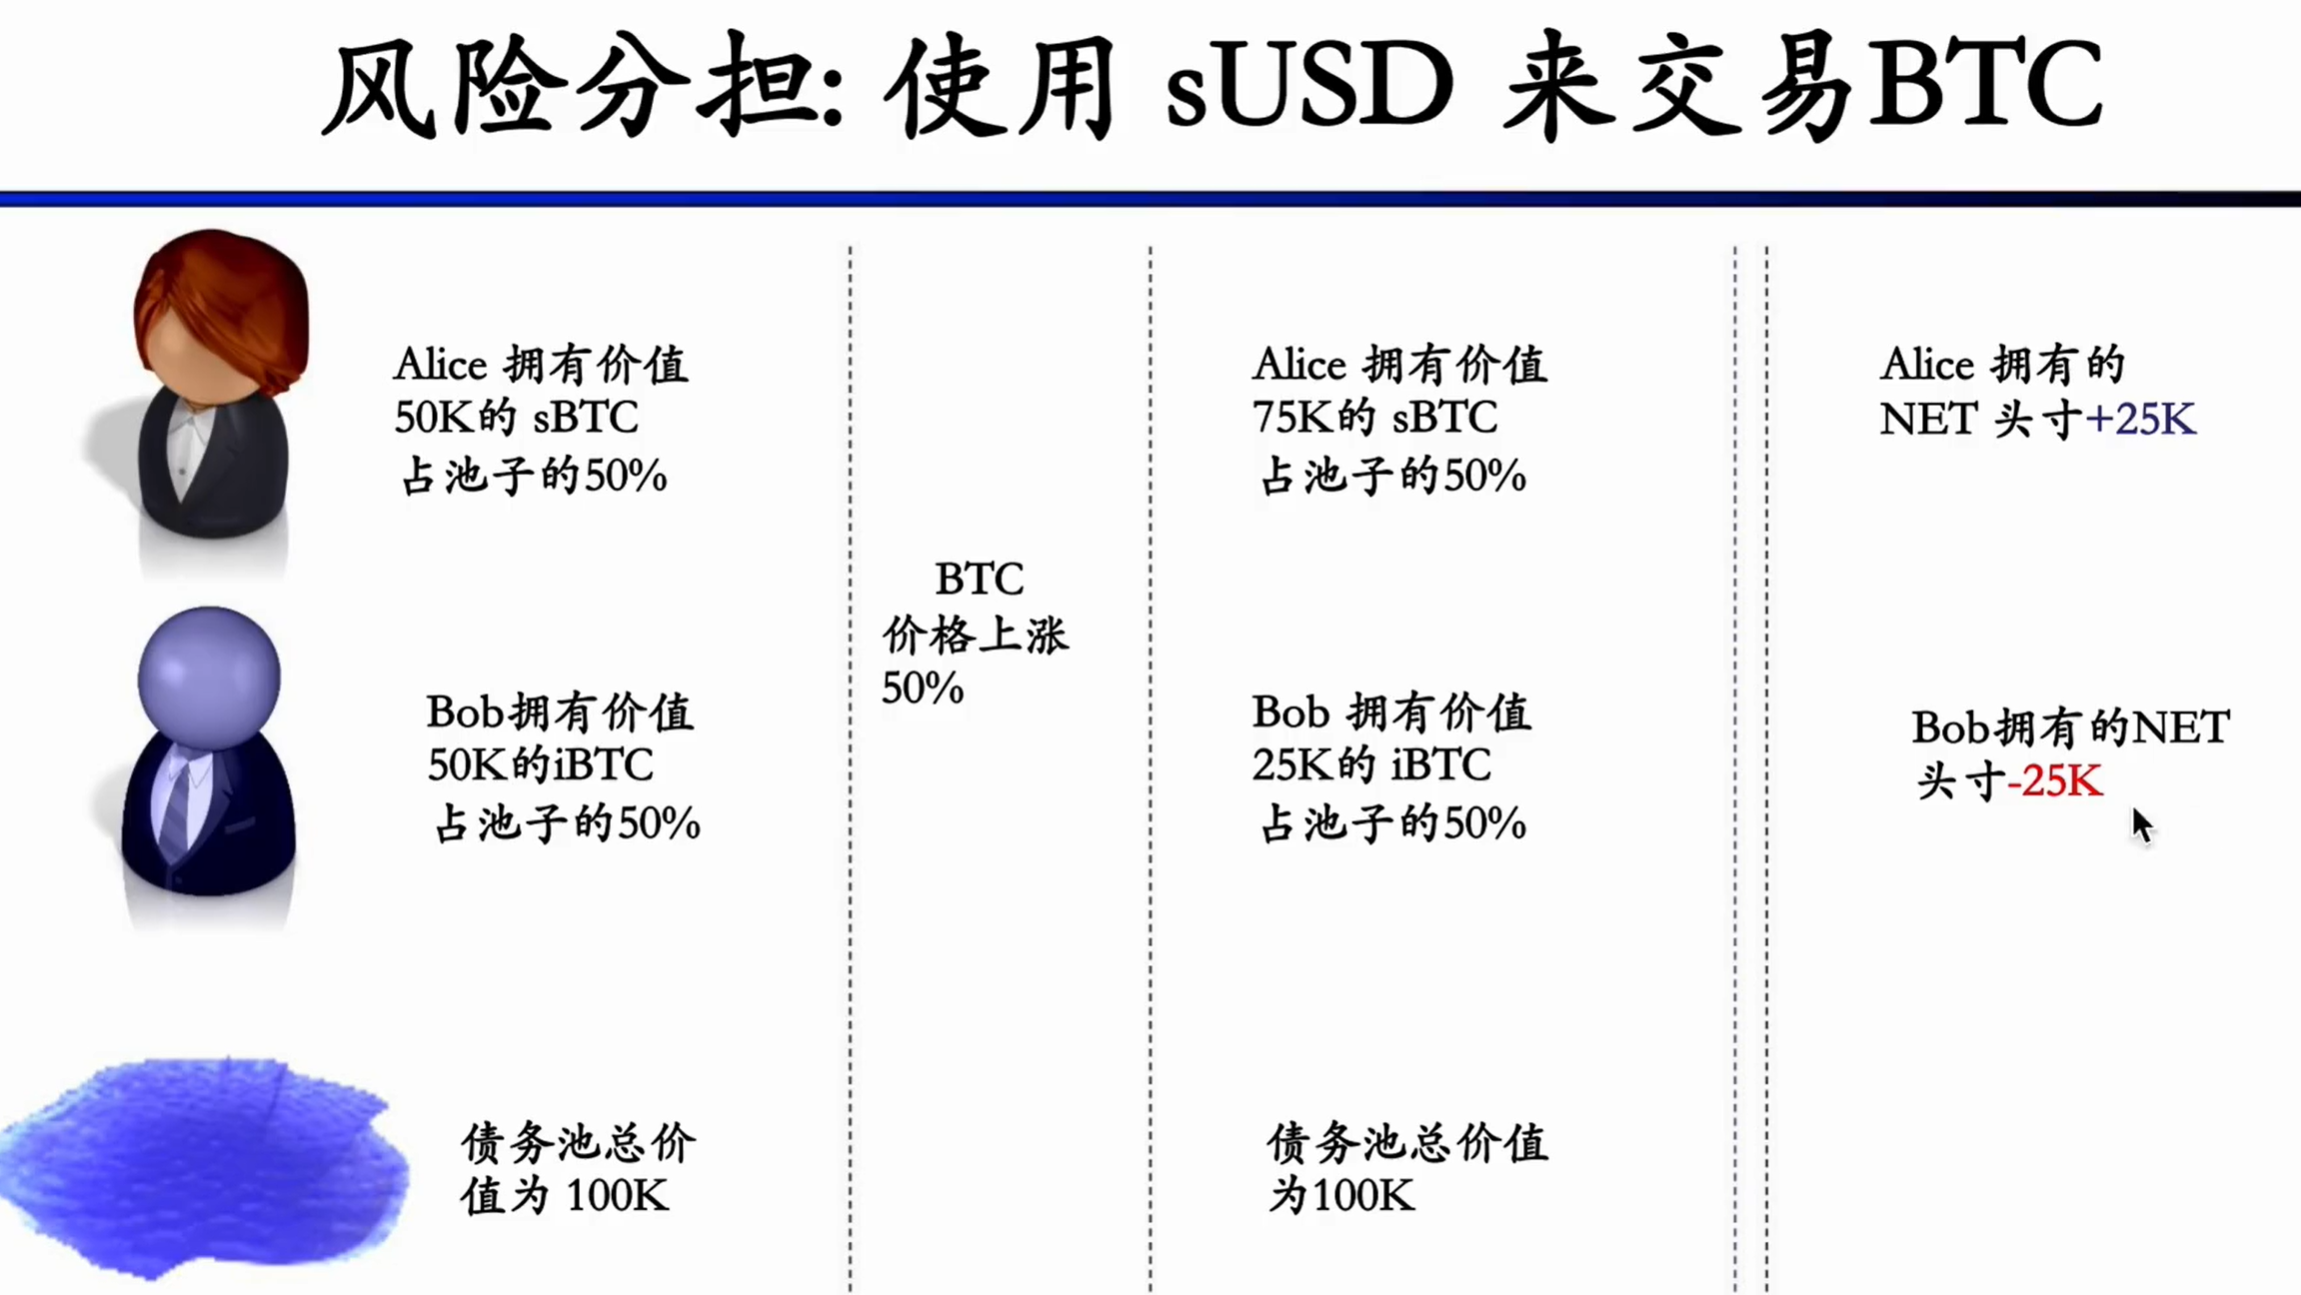 风险分担: 使用 sUSD 来交易BTC
Alice 拥有价值
50K的 sBTC
占池子的50%
Bob拥有价值
50K的iBTC
占池子的50%
债务池总价
值为 100K
BTC
价格上涨
50%
Alice 拥有价值
75K的 sBTC
占池子的50%
Bob 拥有价值
25K的 iBTC
占池子的50%
债务池总价值
为100K
Alice 拥有的
NET 头寸+25K
Bob拥有的NET
头寸-25K